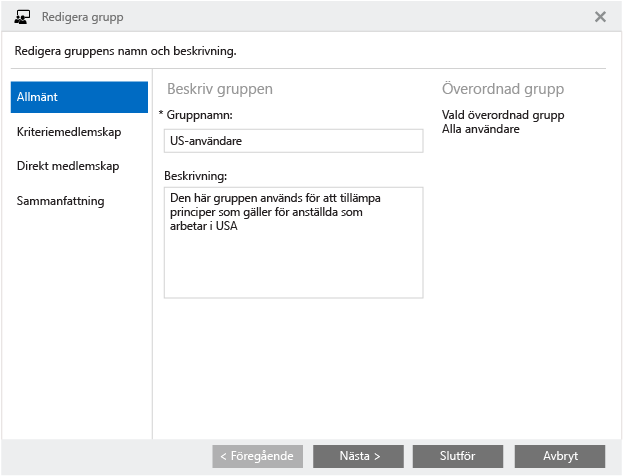 Redigera grupp
Redigera gruppens namn och beskrivning.
Allmänt
Kriteriemedlemskap
Direkt medlemskap
Sammanfattning
Beskriv gruppen
* Gruppnamn:
US-användare
Beskrivning:
Den här gruppen används för att tillämpa
principer som gäller för anställda som
arbetar i USA
Överordnad grupp
Vald överordnad grupp
Alla användare
< Föregående
Nästa >
Slutför
Avbryt